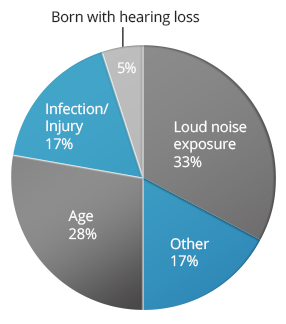 Born with hearing loss
5%
Loud noise
exposure
33%
Infection/
Injury
17%
Age
28%
Other
17%